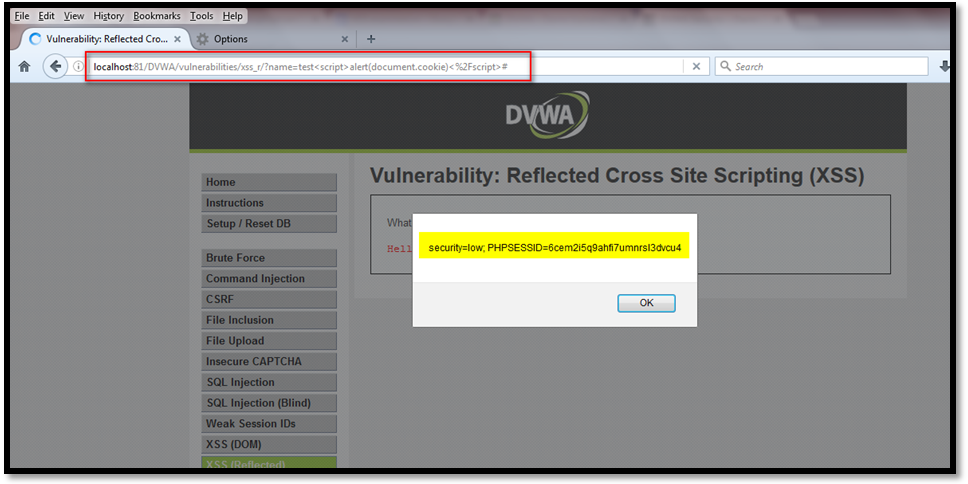 File Edit View History Bookmarks Tools Help
Vulnerability: Reflected Cro... × Options × +
localhost:81/DVWA/vulnerabilities/xss_r/?name=test<script>alert(document.cookie)<%2Fscript># Search
DVWA
Home
Instructions
Setup / Reset DB
Brute Force
Command Injection
CSRF
File Inclusion
File Upload
Insecure CAPTCHA
SQL Injection
SQL Injection (Blind)
Weak Session IDs
XSS (DOM)
XSS (Reflected)
Vulnerability: Reflected Cross Site Scripting (XSS)
What
Hell
security=low; PHPSESSID=6cem2i5q9ahfi7umnrsl3dvcu4
OK